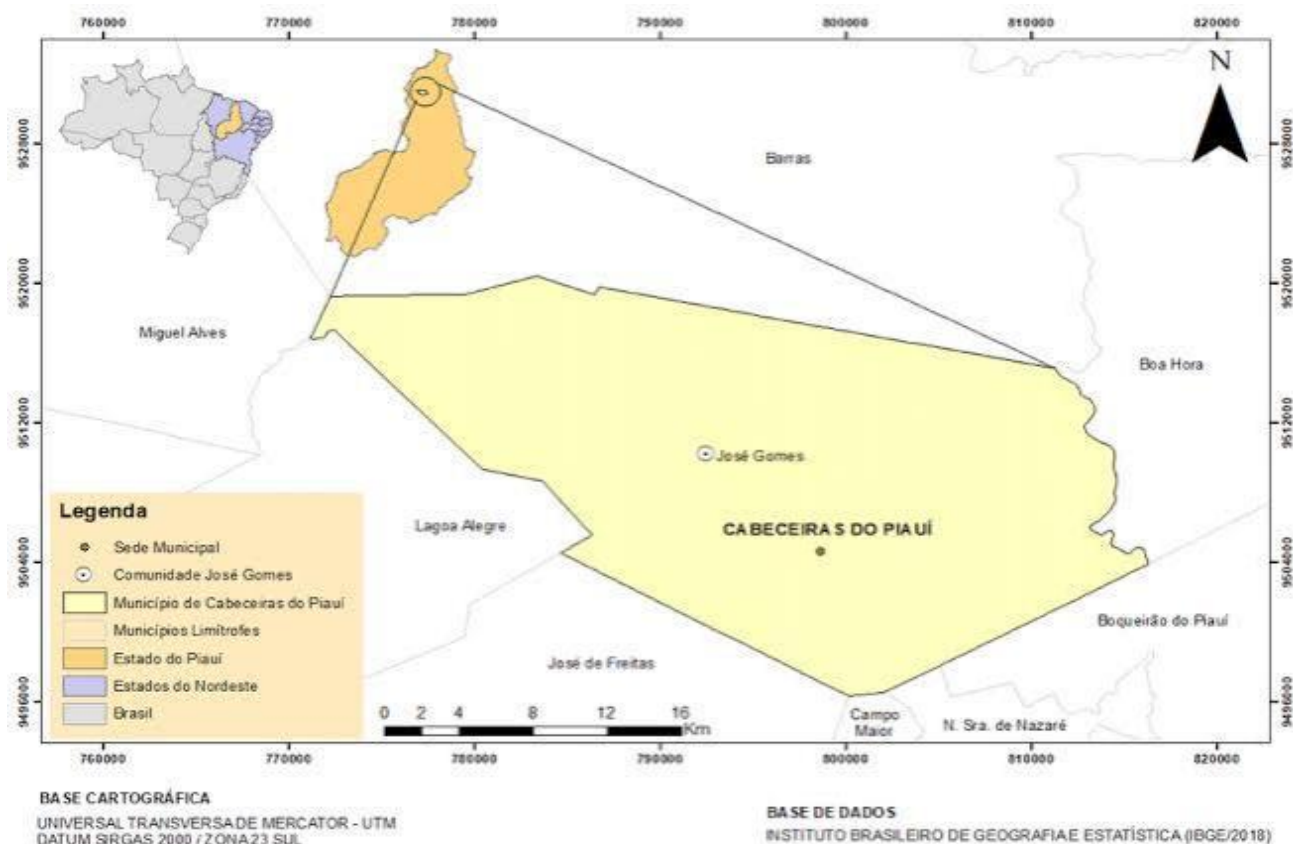 760000 770000 780000 790000 800000 810000 820000
N
9528000 9528000
Barras
9520000 9520000
Miguel Alves
Boa Hora
9512000 9512000
José Gomes
Lagoa Alegre
CABECEIRAS DO PIAUÍ
9504000 9504000
Legenda
Sede Municipal
Comunidade José Gomes
Município de Cabeceiras do Piauí
Municípios Limítrofes
Estado do Piauí
Estados do Nordeste
Brasil
Boqueirão do Piauí
José de Freitas
9496000 9496000
0 2 4 8 12 16
Km
Campo
Maior
N. Sra. de Nazaré
760000 770000 780000 790000 800000 810000 820000
BASE CARTOGRÁFICA
UNIVERSAL TRANSVERSA DE MERCATOR - UTM
DATUM SIRGAS 2000 / ZONA 23 SUL
BASE DE DADOS
INSTITUTO BRASILEIRO DE GEOGRAFIA E ESTATÍSTICA (IBGE/2018)